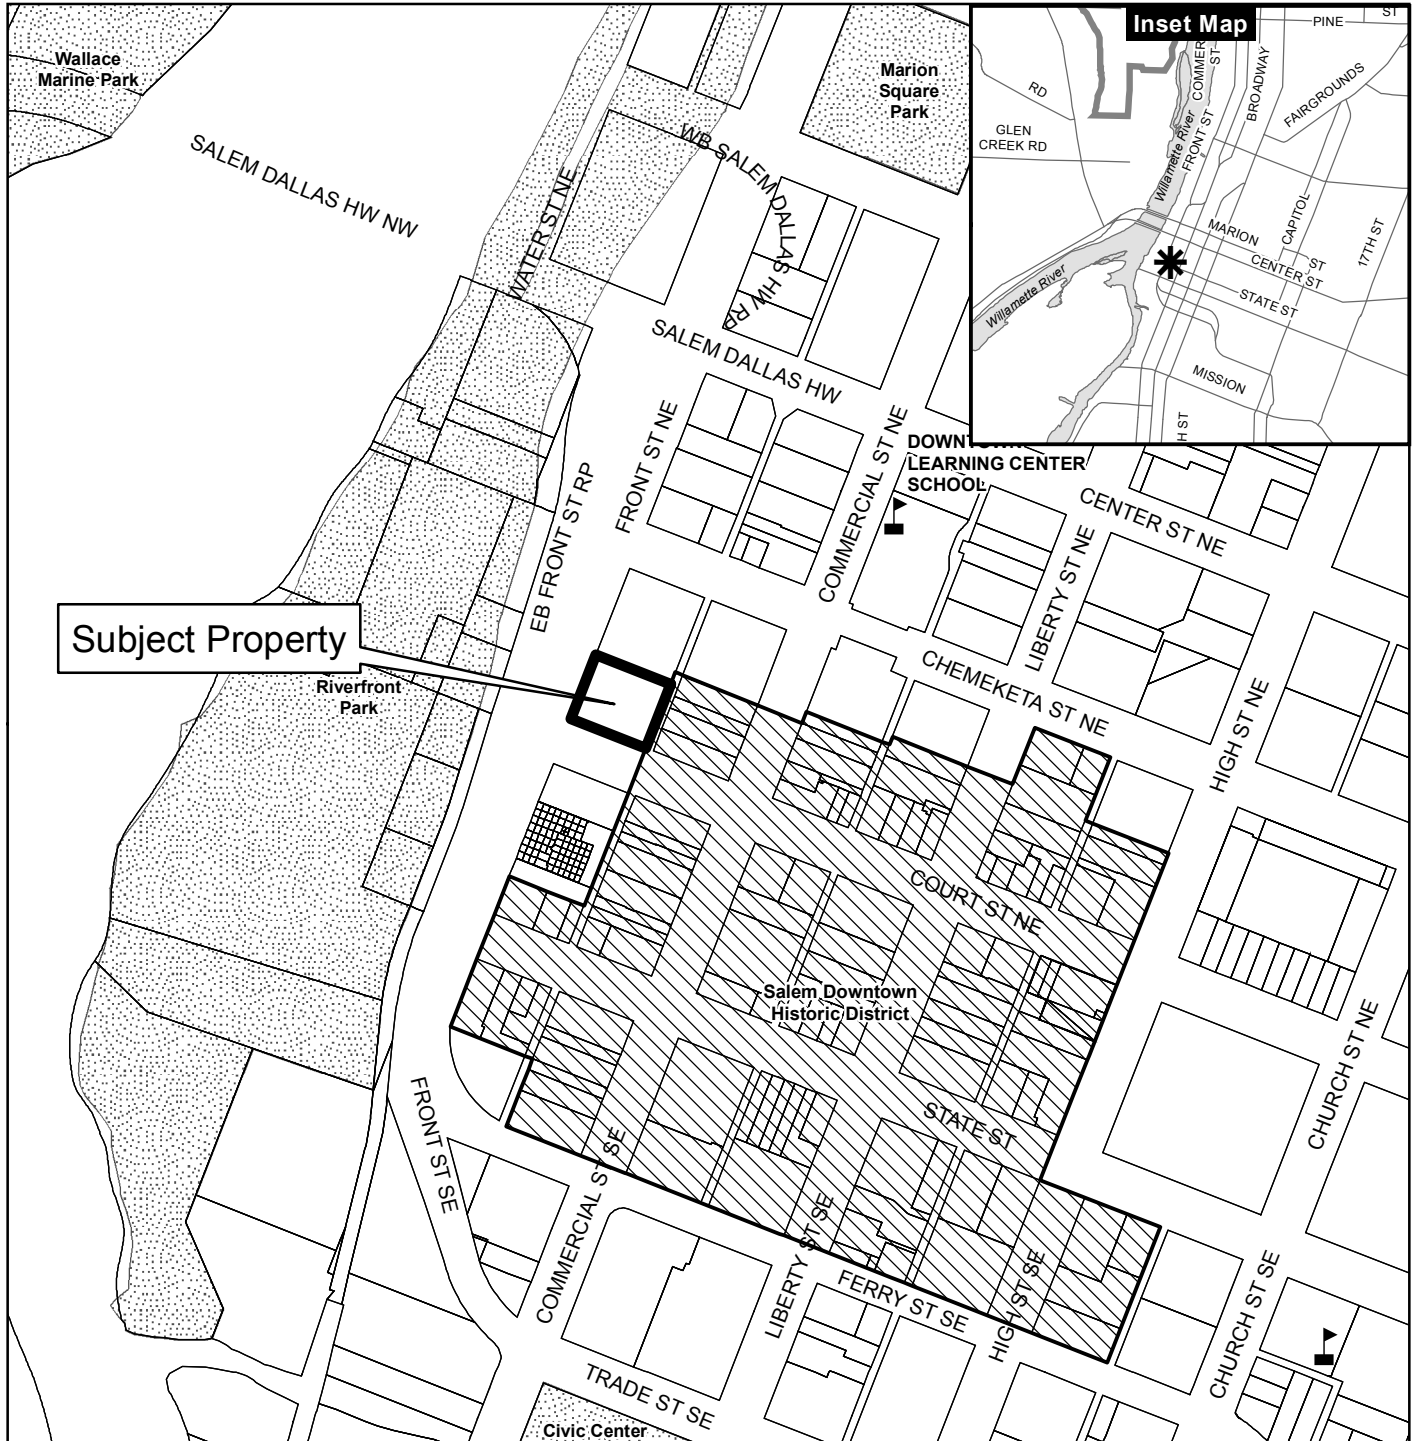 Wallace
Marine Park
Marion
Square
Park
SALEM DALLAS HW NW
WATER ST NE
WB SALEM DALLAS HW RP
SALEM DALLAS HW
Inset Map
PINE
ST
COMMER
ST
BROADWAY
FAIRGROUNDS
RD
GLEN
CREEK RD
Willamette River
FRONT ST
CAPITOL
ST
17TH ST
MARION
CENTER ST
STATE ST
Willamette River
MISSION
H ST
FRONT ST NE
COMMERCIAL ST NE
DOWNTOWN
LEARNING CENTER
SCHOOL
CENTER ST NE
EB FRONT ST RP
LIBERTY ST NE
Subject Property
Riverfront
Park
CHEMEKETA ST NE
HIGH ST NE
COURT ST NE
Salem Downtown
Historic District
CHURCH ST NE
STATE ST
FRONT ST SE
COMMERCIAL ST SE
LIBERTY ST SE
FERRY ST SE
HIGH ST SE
CHURCH ST SE
TRADE ST SE
Civic Center